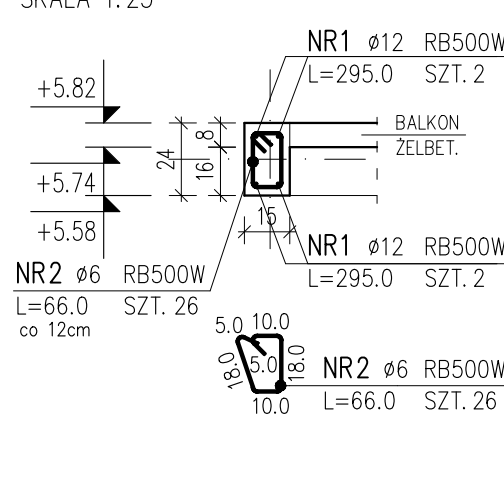 SKALA 1:25
NR1 ø12 RB500W
L=295.0 SZT. 2
+5.82
BALKON
ŻELBET.
8
24
16
+5.74
+5.58
15
NR1 ø12 RB500W
L=295.0 SZT. 2
NR2 ø6 RB500W
L=66.0 SZT. 26
co 12cm
5.0 10.0
18.0 5.0 18.0
NR2 ø6 RB500W
10.0 L=66.0 SZT. 26